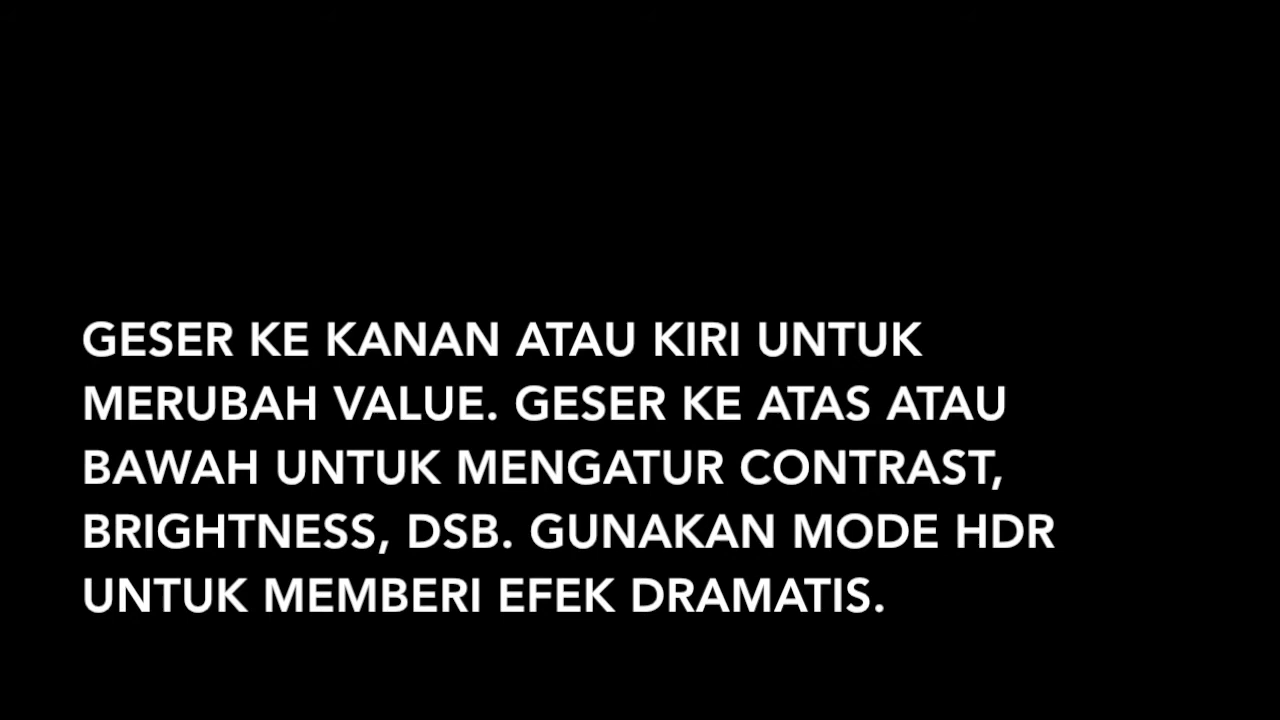 GESER KE KANAN ATAU KIRI UNTUK
MERUBAH VALUE. GESER KE ATAS ATAU
BAWAH UNTUK MENGATUR CONTRAST,
BRIGHTNESS, DSB. GUNAKAN MODE HDR
UNTUK MEMBERI EFEK DRAMATIS.